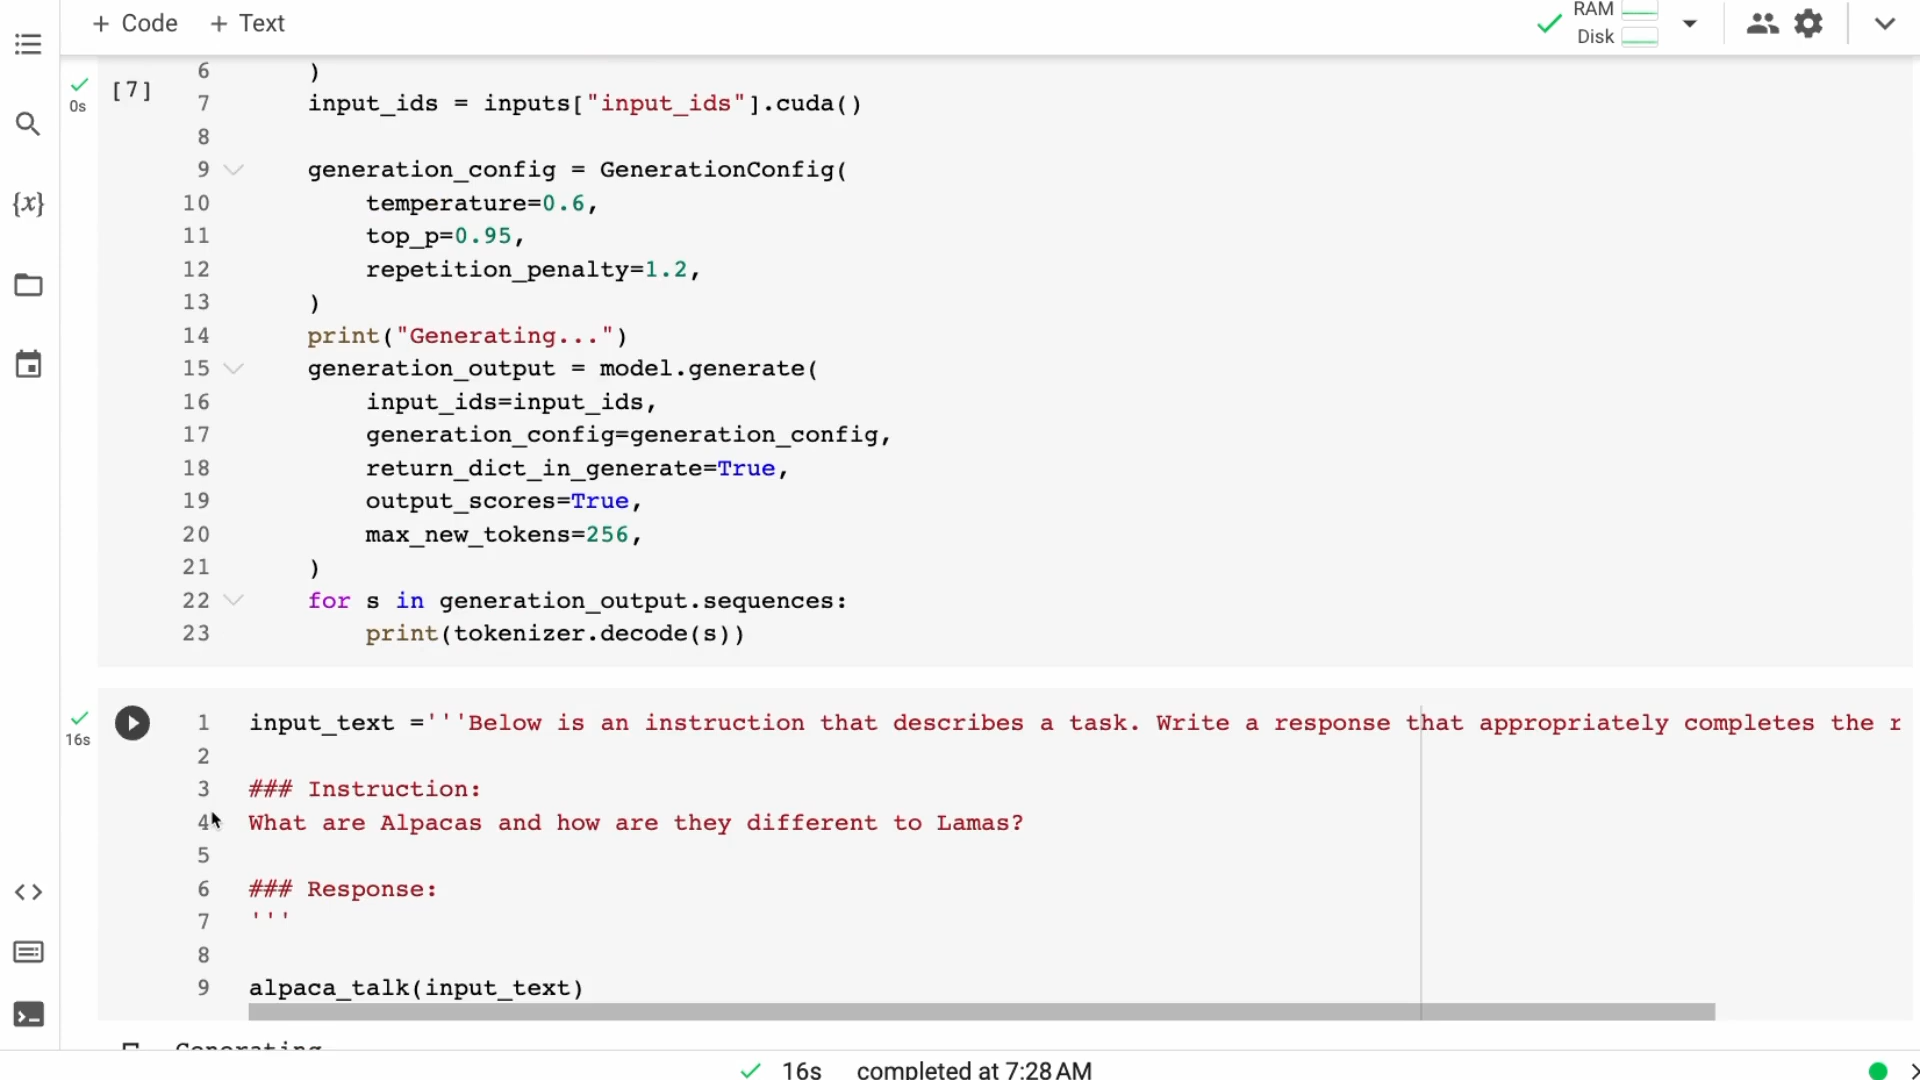 + Code + Text
RAM
Disk
{x}
[7]
0s
6 )
7 input_ids = inputs["input_ids"].cuda()
8
9 generation_config = GenerationConfig(
10 temperature=0.6,
11 top_p=0.95,
12 repetition_penalty=1.2,
13 )
14 print("Generating...")
15 generation_output = model.generate(
16 input_ids=input_ids,
17 generation_config=generation_config,
18 return_dict_in_generate=True,
19 output_scores=True,
20 max_new_tokens=256,
21 )
22 for s in generation_output.sequences:
23 print(tokenizer.decode(s))
16s
1 input_text ='''Below is an instruction that describes a task. Write a response that appropriately completes the r
2
3 ### Instruction:
4 What are Alpacas and how are they different to Lamas?
5
6 ### Response:
7 '''
8
9 alpaca_talk(input_text)
Generating
16s completed at 7:28 AM